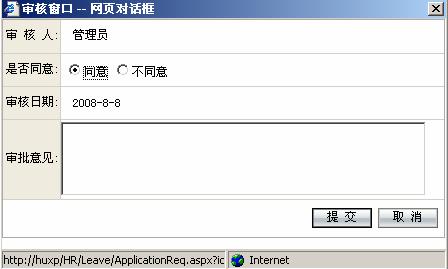 审核窗口 -- 网页对话框
审 核 人: 管理员
是否同意: 同意 不同意
审核日期: 2008-8-8
审批意见:
提 交 取 消
http://huxp/HR/Leave/ApplicationReq.aspx?ic Internet